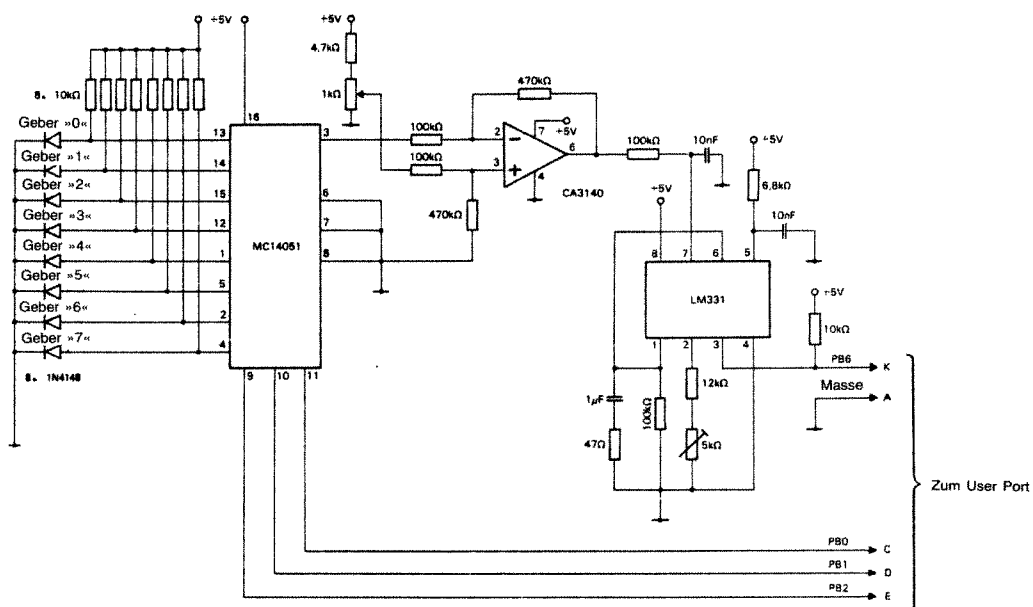 ÷5V
÷5V
4,7kΩ
1kΩ
8. 10kΩ
470kΩ
100kΩ
100kΩ
470kΩ
CA3140
2
3
7
÷5V
6
4
100kΩ
10nF
÷5V
6,8kΩ
10nF
÷5V
Geber »0«
Geber »1«
Geber »2«
Geber »3«
Geber »4«
Geber »5«
Geber »6«
Geber »7«
8. 1N4148
16
13
14
15
12
1
5
2
4
MC14051
3
6
7
8
9
10
11
8
7
6
5
LM331
1
2
3
4
÷5V
10kΩ
1µF
47Ω
100kΩ
12kΩ
5kΩ
PB6
K
Masse
A
Zum User Port
PB0
C
PB1
D
PB2
E